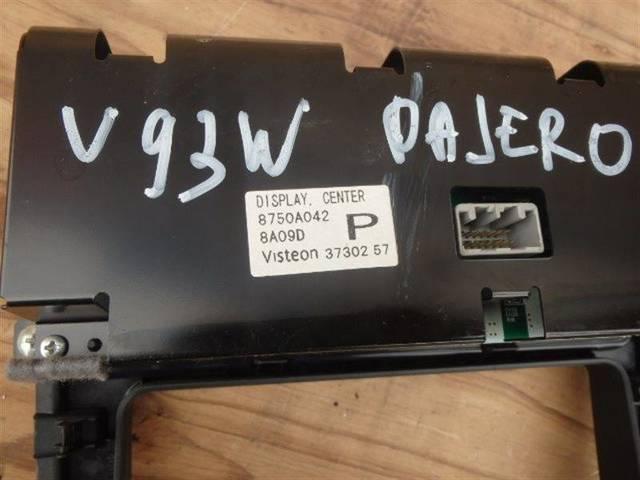 V93W PAJERO
DISPLAY, CENTER
8750A042
8A09D P
Visteon 37302 57